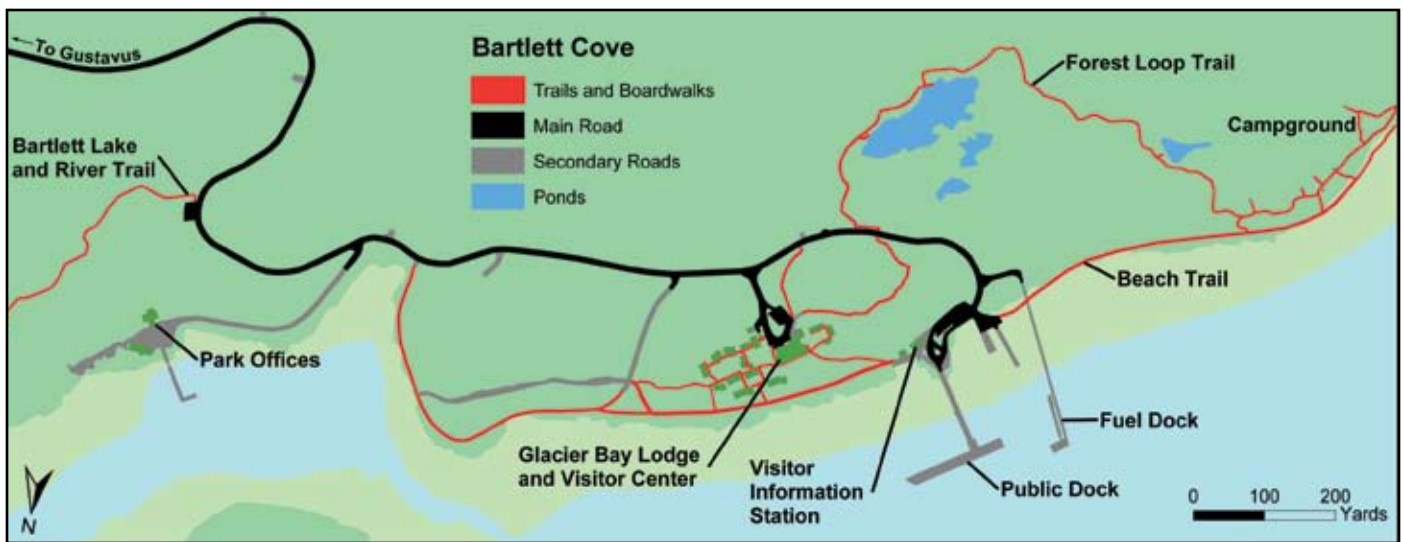 To Gustavus
Bartlett Cove
Trails and Boardwalks
Main Road
Secondary Roads
Ponds
Forest Loop Trail
Campground
Bartlett Lake
and River Trail
Beach Trail
Park Offices
Glacier Bay Lodge
and Visitor Center
Visitor
Information
Station
Fuel Dock
Public Dock
N
0 100 200
Yards